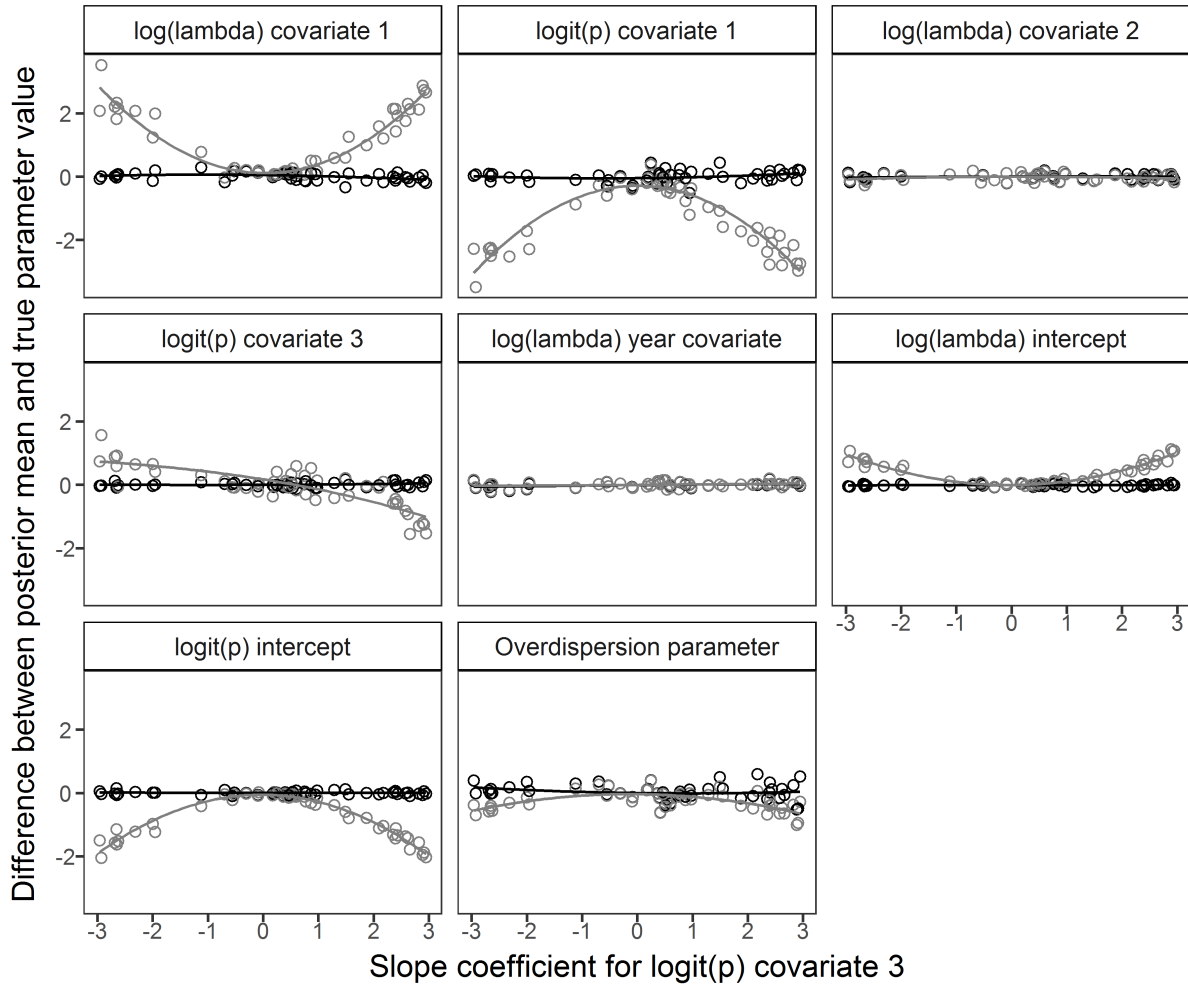 log(lambda) covariate 1
logit(p) covariate 1
log(lambda) covariate 2
2
0
-2
logit(p) covariate 3
log(lambda) year covariate
log(lambda) intercept
2
0
-2
-3 -2 -1 0 1 2 3
logit(p) intercept
Overdispersion parameter
2
0
-2
-3 -2 -1 0 1 2 3
-3 -2 -1 0 1 2 3
Slope coefficient for logit(p) covariate 3
Difference between posterior mean and true parameter value